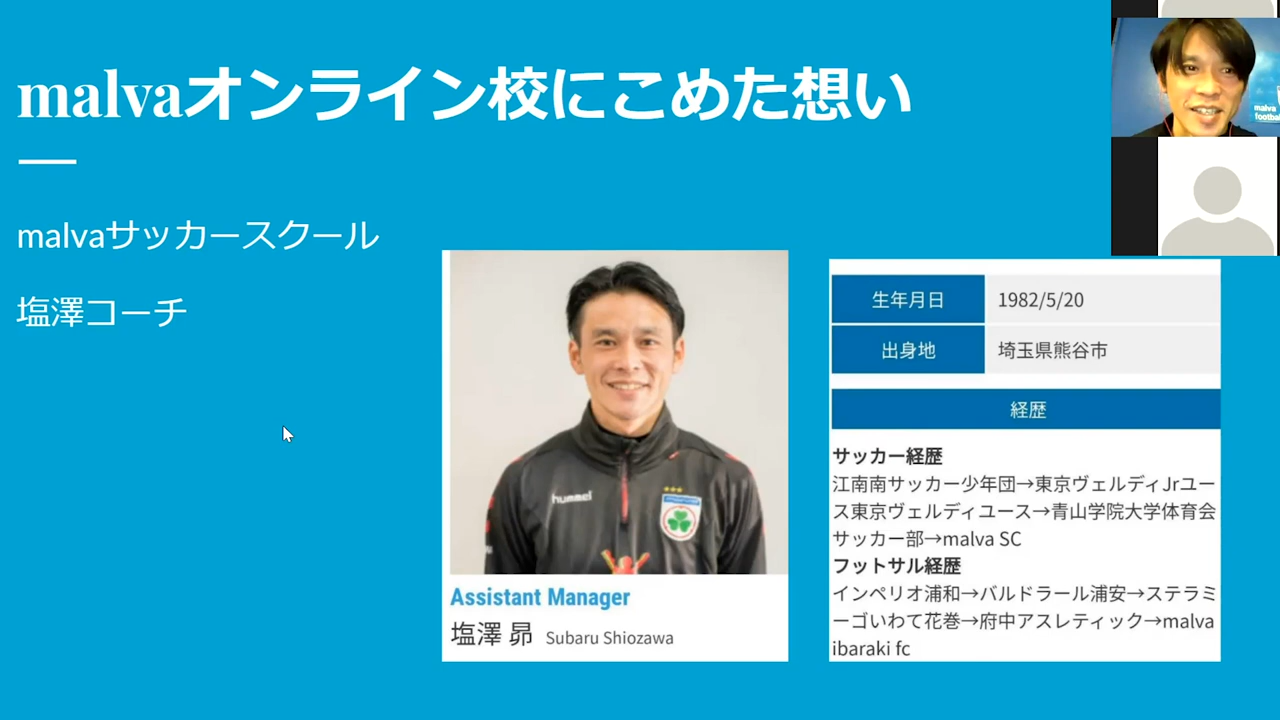 malvaオンライン校にこめた想い
malva
footbal
malvaサッカースクール
塩澤コーチ
hummel
Assistant Manager
塩澤 昴 Subaru Shiozawa
生年月日 1982/5/20
出身地 埼玉県熊谷市
経歴
サッカー経歴
江南南サッカー少年団→東京ヴェルディJrユー
ス東京ヴェルディユース→青山学院大学体育会
サッカー部→malva SC
フットサル経歴
インペリオ浦和→バルドラール浦安→ステラミ
ーゴいわて花巻→府中アスレティック→malva
ibaraki fc